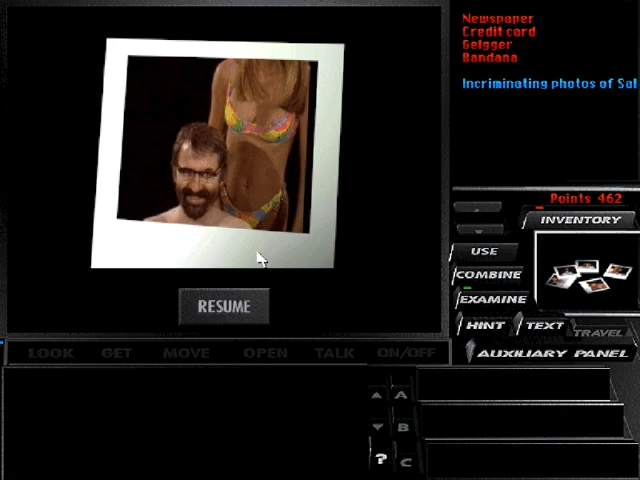 Newspaper
Credit card
Geigger
Bandana
Incriminating photos of Sal
Points 462
INVENTORY
USE
COMBINE
EXAMINE
HINT TEXT TRAVEL
RESUME
LOOK GET MOVE OPEN TALK ON/OFF
AUXILIARY PANEL
A
B
? C